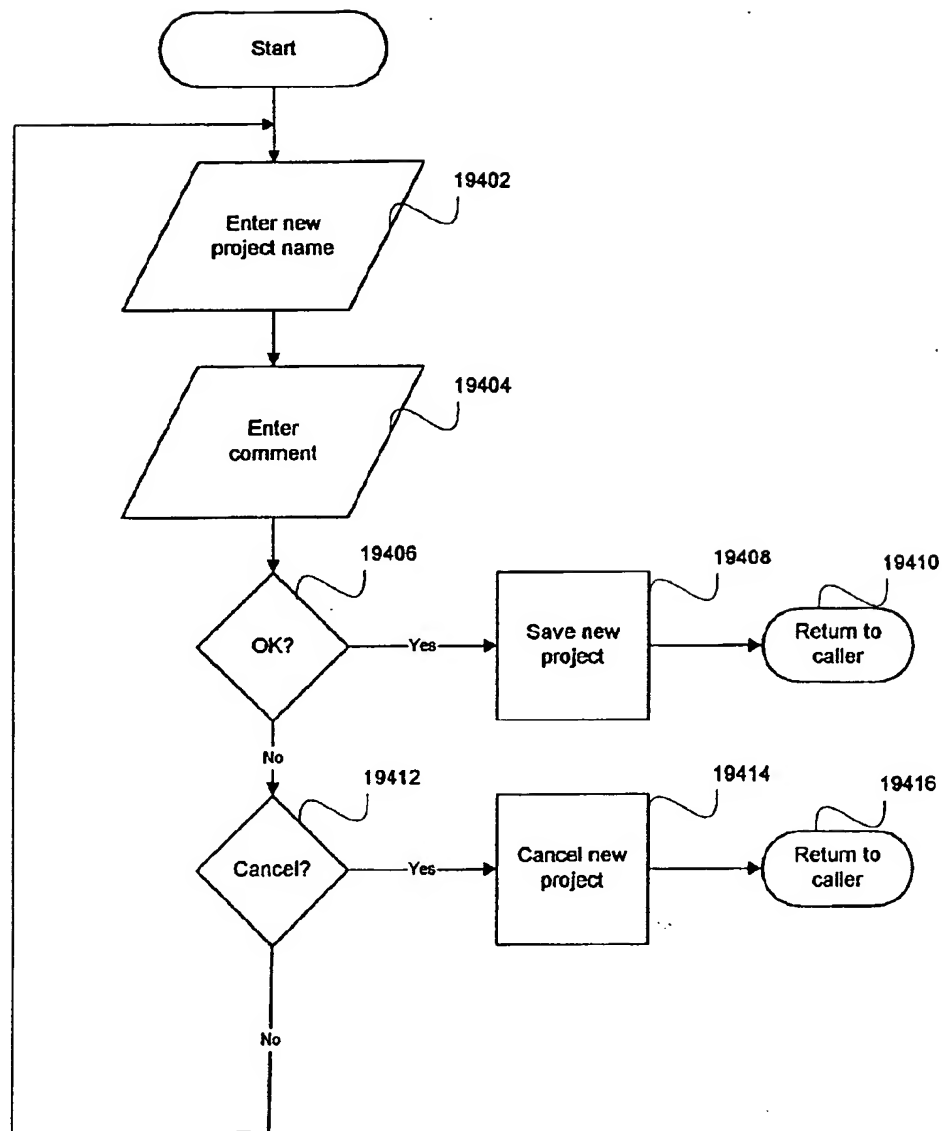 Start
19402
Enter new
project name
19404
Enter
comment
19406
OK?
Yes
19408
Save new
project
19410
Return to
caller
No
19412
Cancel?
Yes
19414
Cancel new
project
19416
Return to
caller
No